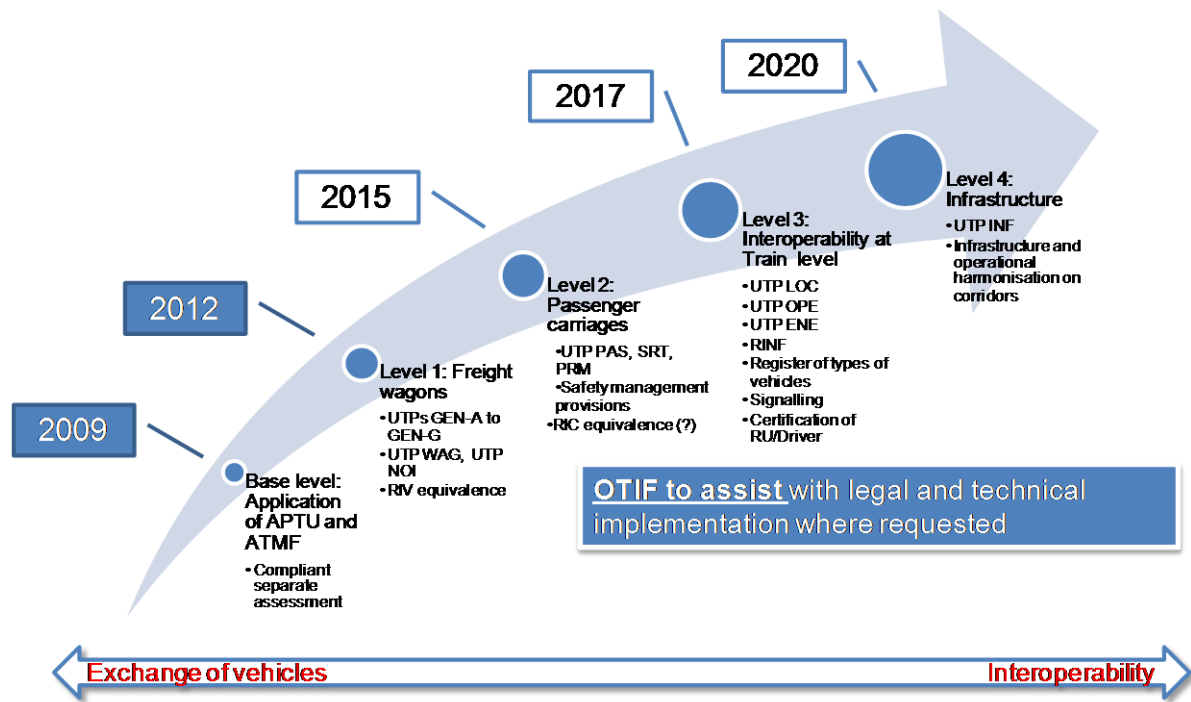 2009
Base level:
Application
of APTU and
ATMF
•Compliant
separate
assessment
2012
Level 1: Freight
wagons
•UTPs GEN-A to
GEN-G
•UTP WAG, UTP
NOI
•RIV equivalence
2015
Level 2:
Passenger
carriages
•UTP PAS, SRT,
PRM
•Safety management
provisions
•RIC equivalence (?)
2017
Level 3:
Interoperability at
Train level
•UTP LOC
•UTP OPE
•UTP ENE
•RINF
•Register of types of
vehicles
•Signalling
•Certification of
RU/Driver
2020
Level 4:
Infrastructure
•UTP INF
•Infrastructure and
operational
harmonisation on
corridors
OTIF to assist with legal and technical
implementation where requested
Exchange of vehicles
Interoperability